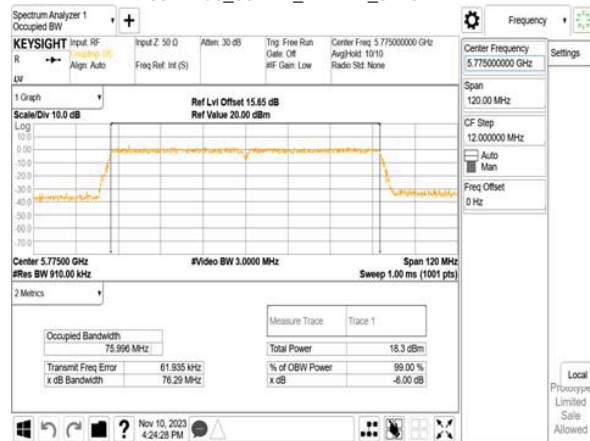 Spectrum Analyzer 1
Occupied BW
KEYSIGHT
Input: RF
Coupling: DC
Align: Auto
Input Z: 50 Ω
Freq Ref: Int (S)
Atten: 30 dB
Trig: Free Run
Gate: Off
#IF Gain: Low
Center Freq: 5.775000000 GHz
Avg|Hold: 10/10
Radio Std: None
R
LVI
1 Graph
Scale/Div 10.0 dB
Ref Lvl Offset 15.65 dB
Ref Value 20.00 dBm
Log
10.0
0.00
-10.0
-20.0
-30.0
-40.0
-50.0
-60.0
-70.0
Center 5.77500 GHz
#Res BW 910.00 kHz
#Video BW 3.0000 MHz
Span 120 MHz
Sweep 1.00 ms (1001 pts)
2 Metrics
Measure Trace Trace 1
Occupied Bandwidth
75.996 MHz
Total Power 18.3 dBm
Transmit Freq Error 61.935 kHz
% of OBW Power 99.00 %
x dB Bandwidth 76.29 MHz
x dB -6.00 dB
Nov 10, 2023
4:24:28 PM
Frequency
Settings
Center Frequency
5.775000000 GHz
Span
120.00 MHz
CF Step
12.000000 MHz
Auto
Man
Freq Offset
0 Hz
Local
Prototype
Limited
Sale
Allowed